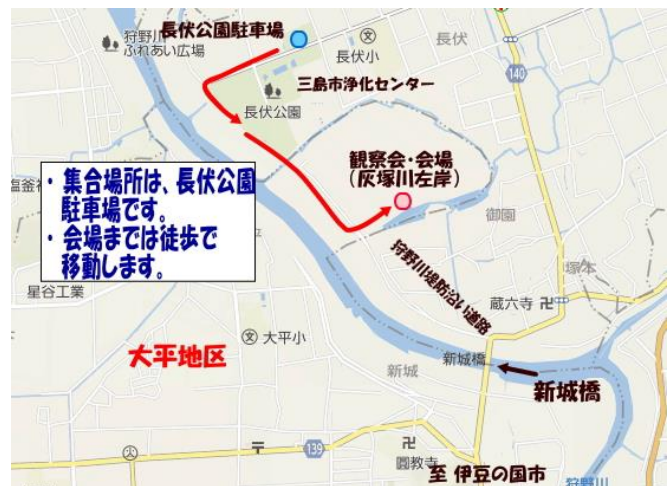 長伏公園駐車場
狩野川
ふれあい広場
長伏小
長伏
三島市浄化センター
140
長伏公園
観察会・会場
(灰塚川左岸)
・ 集合場所は、長伏公園
駐車場です。
・ 会場までは徒歩で
移動します。
御園
塚本
狩野川堤防沿い道路
蔵六寺
星谷工業
大平小
大平地区
新城橋
新城
新城橋
139
圓教寺
至 伊豆の国市
狩野川